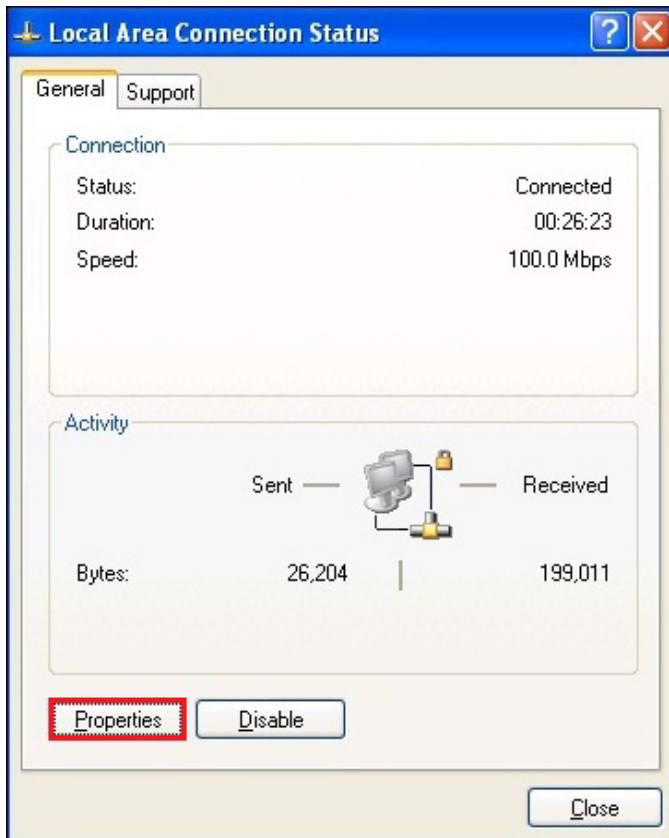 Local Area Connection Status
General Support
Connection
Status: Connected
Duration: 00:26:23
Speed: 100.0 Mbps
Activity
Sent Received
Bytes: 26,204 199,011
Properties Disable
Close